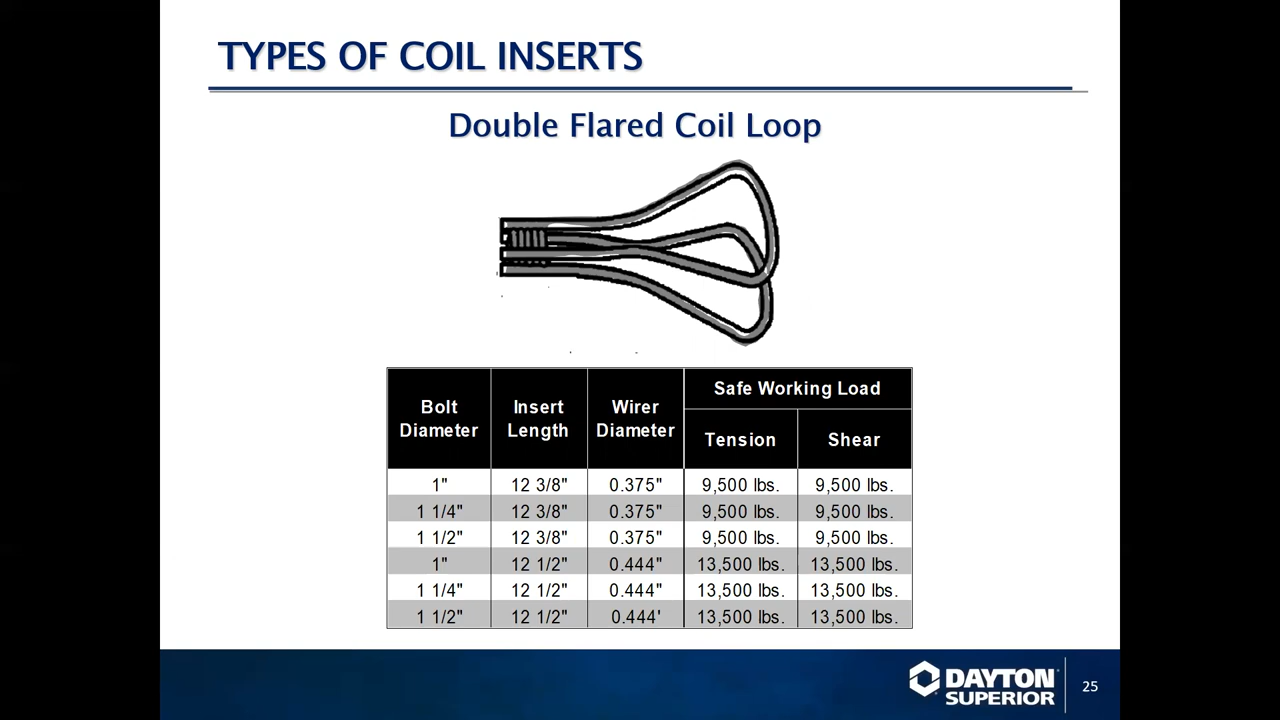 TYPES OF COIL INSERTS
Double Flared Coil Loop
Bolt Diameter Insert Length Wirer Diameter Safe Working Load
Tension Shear
1" 12 3/8" 0.375" 9,500 lbs. 9,500 lbs.
1 1/4" 12 3/8" 0.375" 9,500 lbs. 9,500 lbs.
1 1/2" 12 3/8" 0.375" 9,500 lbs. 9,500 lbs.
1" 12 1/2" 0.444" 13,500 lbs. 13,500 lbs.
1 1/4" 12 1/2" 0.444" 13,500 lbs. 13,500 lbs.
1 1/2" 12 1/2" 0.444' 13,500 lbs. 13,500 lbs.
DAYTON
SUPERIOR
25